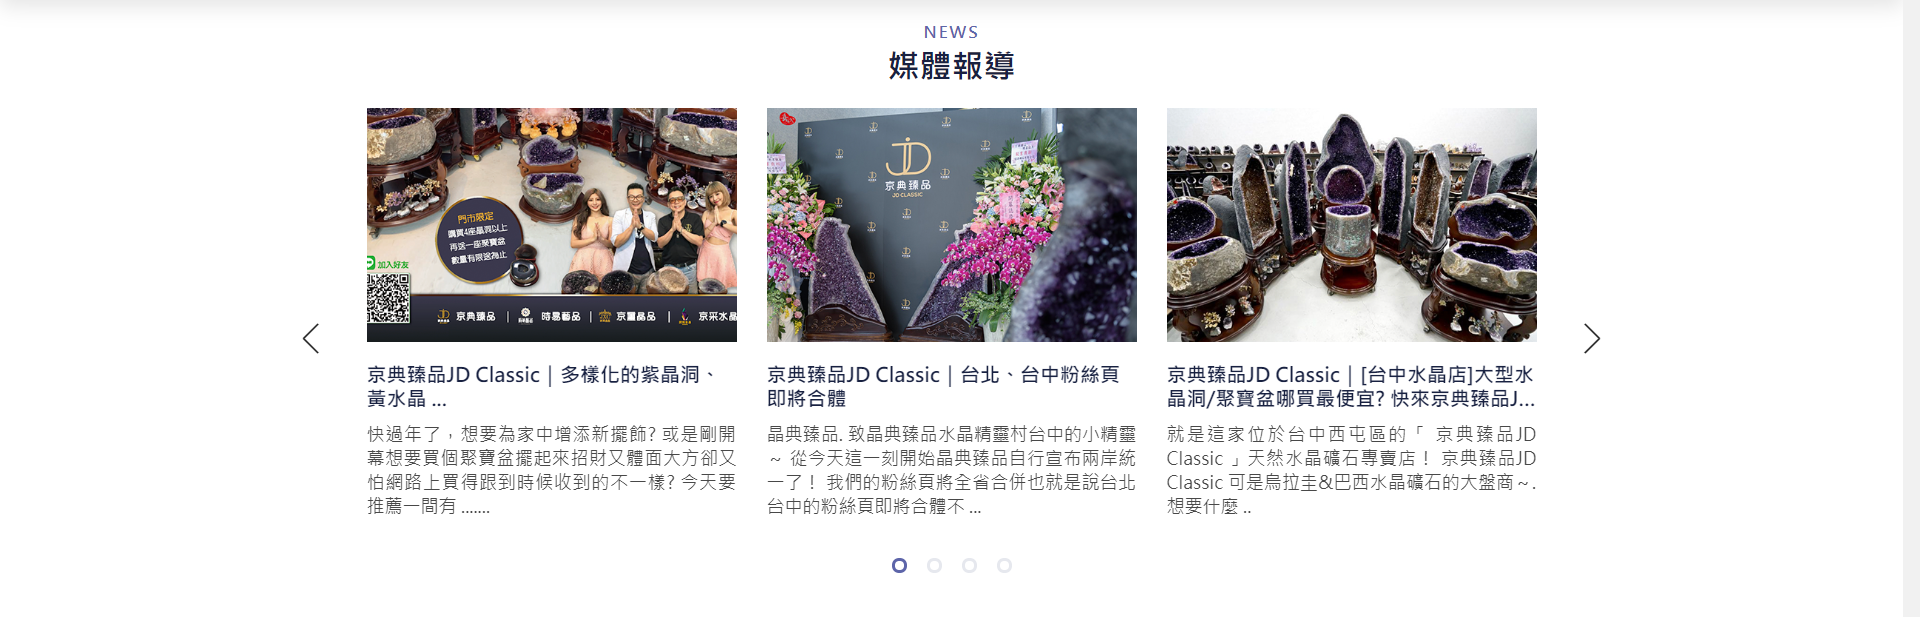 NEWS
媒體報導
門市限定
購買4座晶洞以上
再送一座聚寶盆
數量有限送為止
加入好友
京典臻品 | 時易藝品 | 京圖晶品 | 京采水晶
JD
京典臻品
JD CLASSIC
京典臻品JD Classic｜多樣化的紫晶洞、
黃水晶 ...
快過年了，想要為家中增添新擺飾? 或是剛開
幕想要買個聚寶盆擺起來招財又體面大方卻又
怕網路上買得跟到時候收到的不一樣? 今天要
推薦一間有 .......
京典臻品JD Classic｜台北、台中粉絲頁
即將合體
晶典臻品. 致晶典臻品水晶精靈村台中的小精靈
~ 從今天這一刻開始晶典臻品自行宣布兩岸統
一了！ 我們的粉絲頁將全省合併也就是說台北
台中的粉絲頁即將合體不 ...
京典臻品JD Classic｜[台中水晶店]大型水
晶洞/聚寶盆哪買最便宜? 快來京典臻品J...
就是這家位於台中西屯區的「 京典臻品JD
Classic 」天然水晶礦石專賣店！ 京典臻品JD
Classic 可是烏拉圭&巴西水晶礦石的大盤商～.
想要什麼 ..